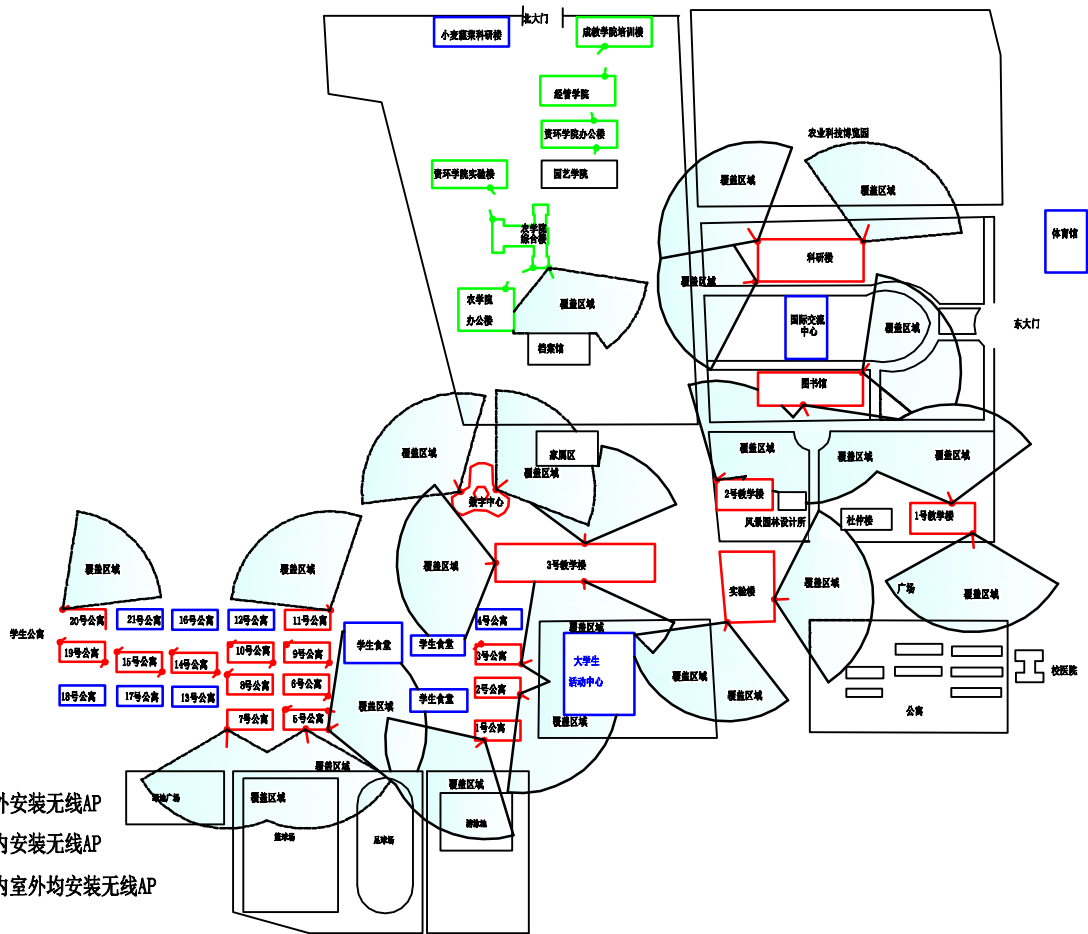 北大门
小麦蔬菜科研楼
成教学院培训楼
经管学院
资环学院办公楼
农业科技博览园
资环学院实验楼
园艺学院
覆盖区域
覆盖区域
农学院
综合楼
体育馆
科研楼
覆盖区域
农学院
办公楼
覆盖区域
国际交流
中心
覆盖区域
东大门
档案馆
图书馆
覆盖区域
家属区
覆盖区域
覆盖区域
覆盖区域
覆盖区域
数字中心
2号教学楼
风景园林设计所
杜仲楼
1号教学楼
覆盖区域
覆盖区域
覆盖区域
3号教学楼
实验楼
覆盖区域
广场
覆盖区域
学生公寓
20号公寓
21号公寓
16号公寓
12号公寓
11号公寓
4号公寓
覆盖区域
学生食堂
学生食堂
19号公寓
15号公寓
14号公寓
10号公寓
9号公寓
3号公寓
大学生
活动中心
覆盖区域
校医院
18号公寓
17号公寓
13号公寓
8号公寓
6号公寓
学生食堂
2号公寓
覆盖区域
覆盖区域
公寓
7号公寓
5号公寓
1号公寓
覆盖区域
覆盖区域
覆盖区域
覆盖区域
外安装无线AP
广场
篮球场
足球场
游泳池
内安装无线AP
内室外均安装无线AP